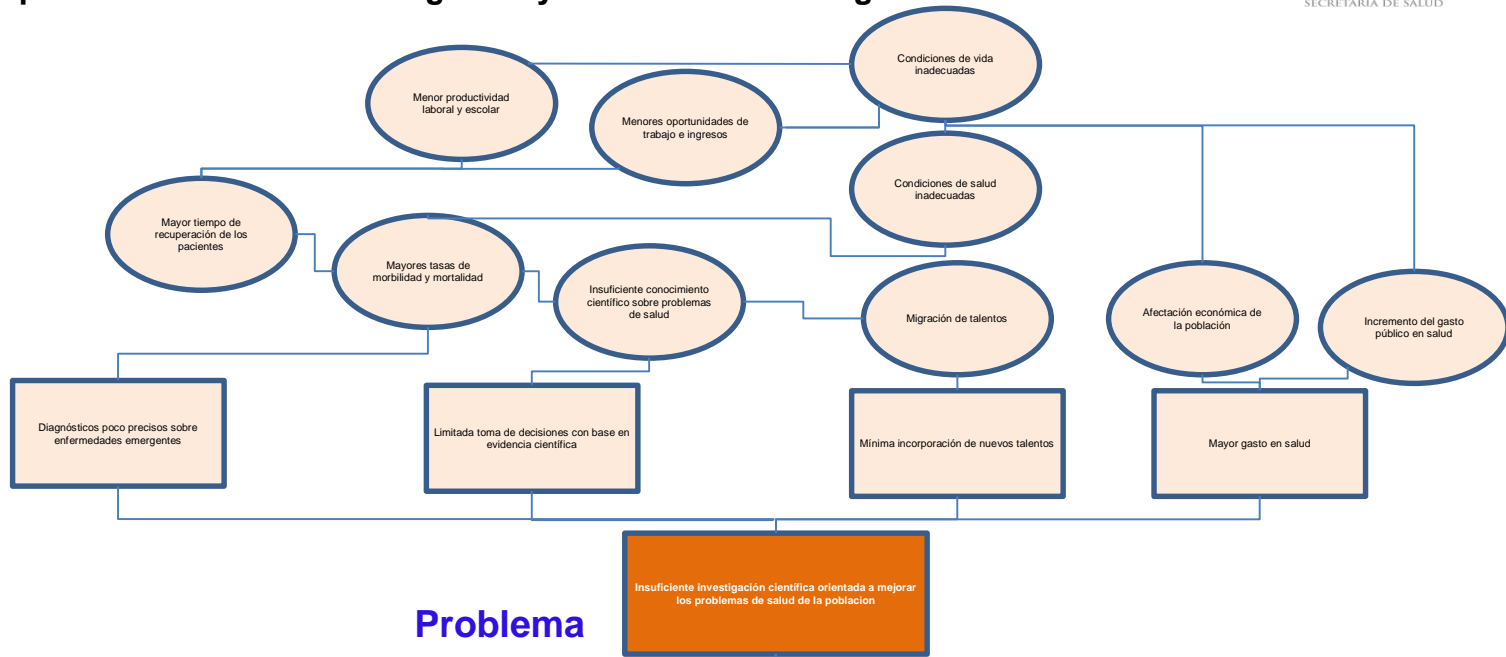 SECRETARÍA DE SALUD
Condiciones de vida
inadecuadas
Menor productividad
laboral y escolar
Menores oportunidades de
trabajo e ingresos
Condiciones de salud
inadecuadas
Mayor tiempo de
recuperación de los
pacientes
Mayores tasas de
morbilidad y mortalidad
Insuficiente conocimiento
científico sobre problemas
de salud
Migración de talentos
Afectación económica de
la población
Incremento del gasto
público en salud
Diagnósticos poco precisos sobre
enfermedades emergentes
Limitada toma de decisiones con base en
evidencia científica
Mínima incorporación de nuevos talentos
Mayor gasto en salud
Insuficiente investigación científica orientada a mejorar
los problemas de salud de la poblacion
Problema